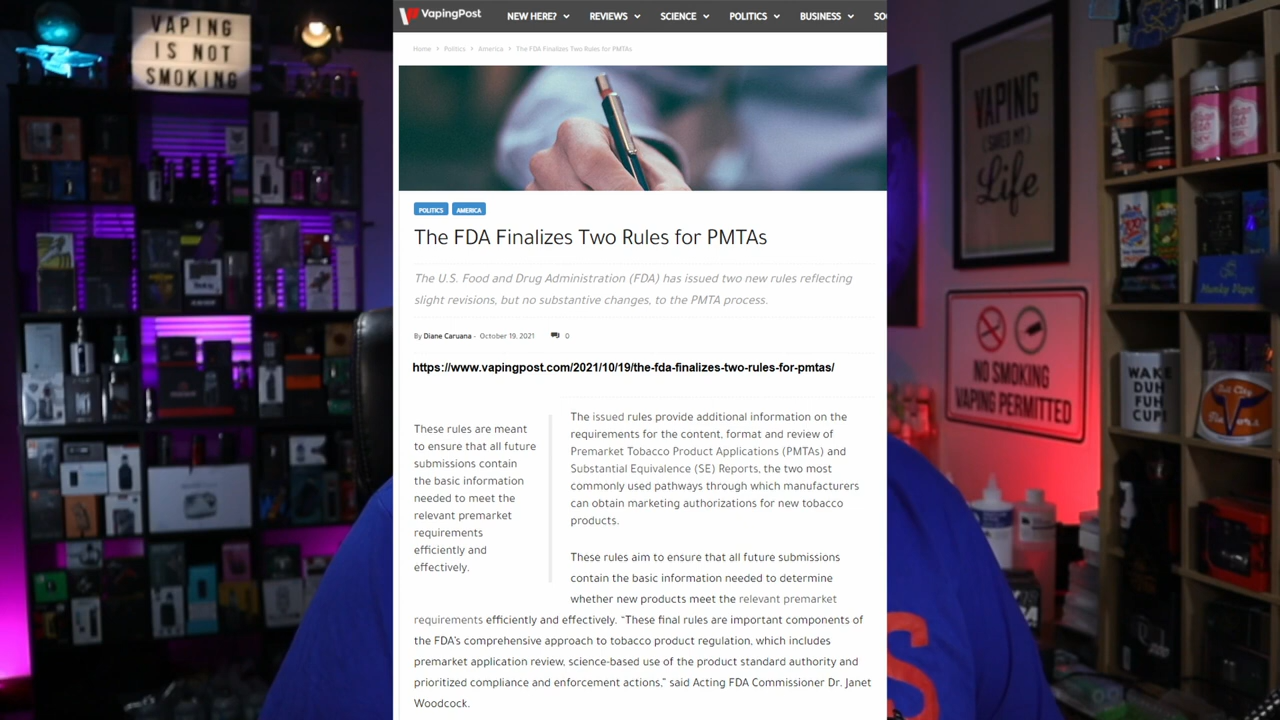 VAPING
IS NOT
SMOKING
VapingPost
NEW HERE?
REVIEWS
SCIENCE
POLITICS
BUSINESS
SO
Home > Politics > America > The FDA Finalizes Two Rules for PMTAs
POLITICS
AMERICA
The FDA Finalizes Two Rules for PMTAs
The U.S. Food and Drug Administration (FDA) has issued two new rules reflecting
slight revisions, but no substantive changes, to the PMTA process.
By Diane Caruana - October 19, 2021 0
https://www.vapingpost.com/2021/10/19/the-fda-finalizes-two-rules-for-pmtas/
These rules are meant
to ensure that all future
submissions contain
the basic information
needed to meet the
relevant premarket
requirements
efficiently and
effectively.
The issued rules provide additional information on the
requirements for the content, format and review of
Premarket Tobacco Product Applications (PMTAs) and
Substantial Equivalence (SE) Reports, the two most
commonly used pathways through which manufacturers
can obtain marketing authorizations for new tobacco
products.
These rules aim to ensure that all future submissions
contain the basic information needed to determine
whether new products meet the relevant premarket
requirements efficiently and effectively. “These final rules are important components of
the FDA’s comprehensive approach to tobacco product regulation, which includes
premarket application review, science-based use of the product standard authority and
prioritized compliance and enforcement actions,” said Acting FDA Commissioner Dr. Janet
Woodcock.
VAPING
(SAVED MY)
Life
NO SMOKING
VAPING PERMITTED
Munky Vape
WAKE
DUH
FUH
CUP!
S